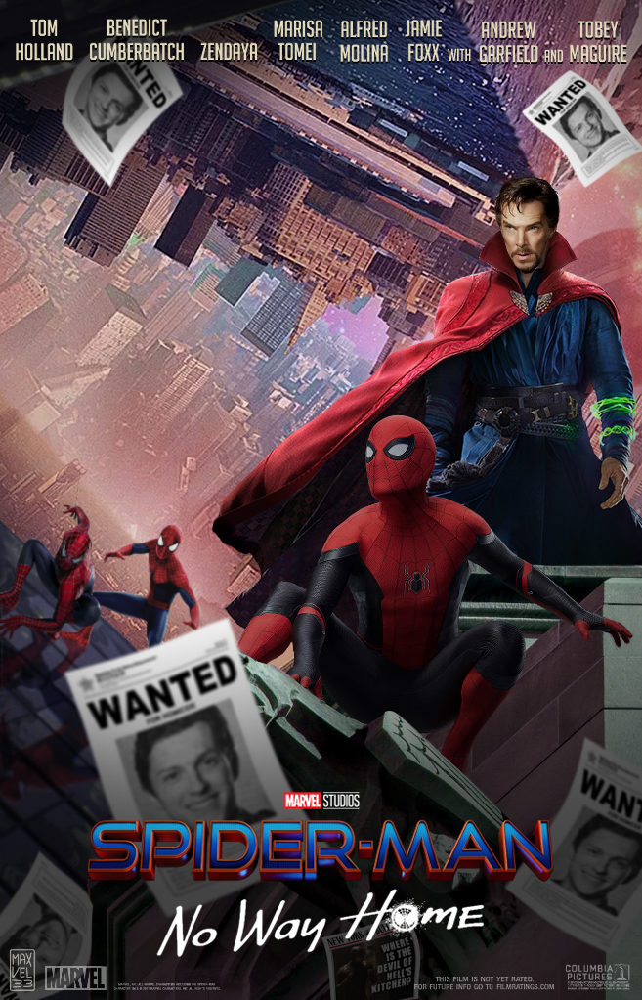 TOM HOLLAND
BENEDICT CUMBERBATCH
ZENDAYA
MARISA TOMEI
ALFRED MOLINA
JAMIE FOXX
WITH ANDREW GARFIELD
AND TOBEY MAGUIRE
WANTED
WANTED
WANTED
FOR HOMICIDE
WANT
MARVEL STUDIOS
SPIDER-MAN
No Way Home
WHERE
IS THE
DEVIL OF
HELL'S
KITCHEN?
MAX
VEL
33
MARVEL
THIS FILM IS NOT YET RATED.
FOR FUTURE INFO GO TO FILMRATINGS.COM
COLUMBIA
PICTURES